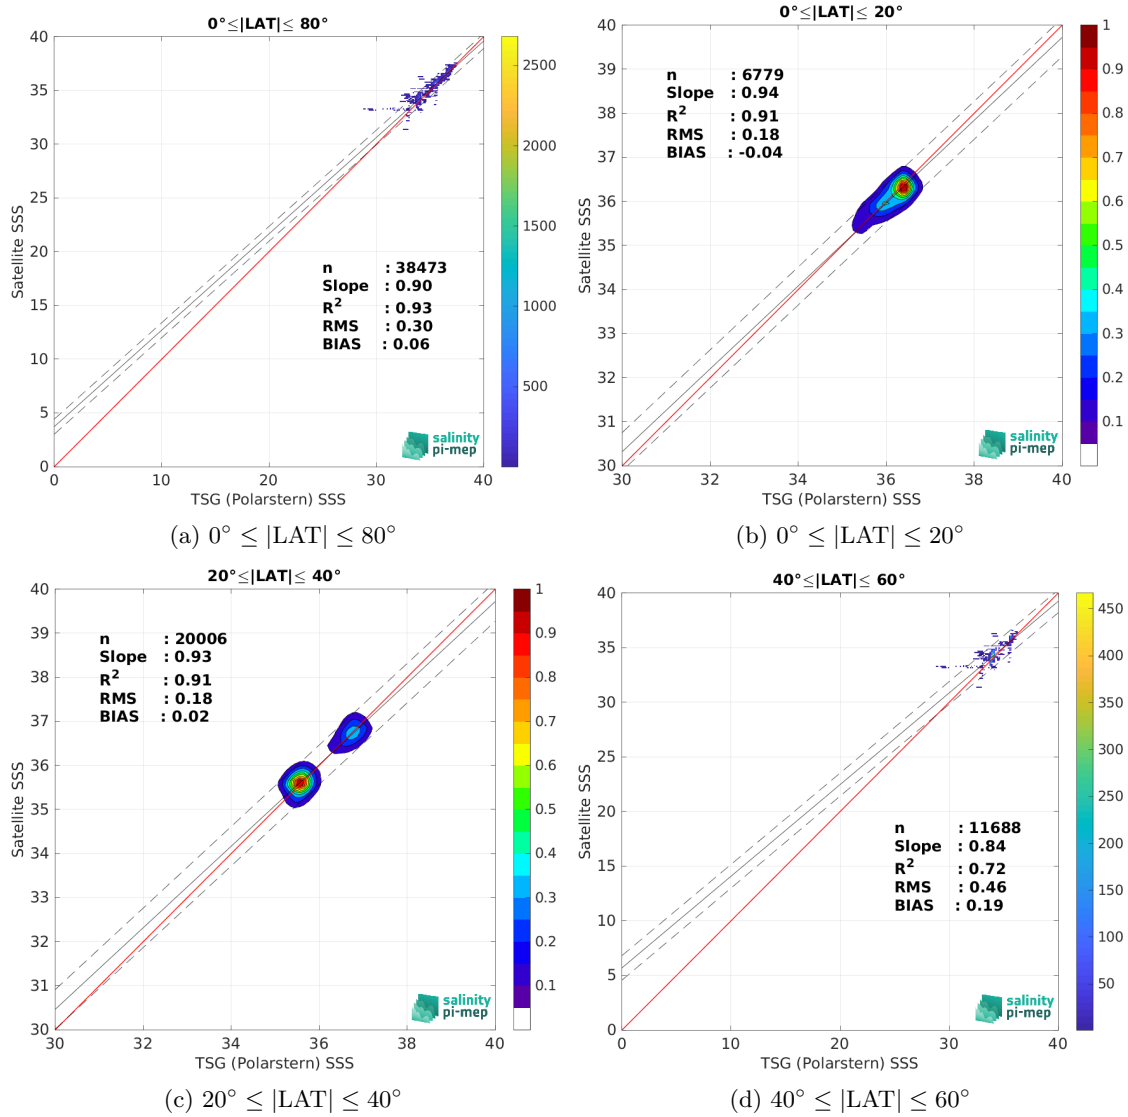 0°≤|LAT|≤ 80°
40
35
30
25
20
15
10
5
0
Satellite SSS
0
10
20
30
40
TSG (Polarstern) SSS
n : 38473
Slope : 0.90
R² : 0.93
RMS : 0.30
BIAS : 0.06
salinity
pi-mep
2500
2000
1500
1000
500
(a) 0° ≤ |LAT| ≤ 80°
0°≤|LAT|≤ 20°
40
39
38
37
36
35
34
33
32
31
30
Satellite SSS
30
32
34
36
38
40
TSG (Polarstern) SSS
n : 6779
Slope : 0.94
R² : 0.91
RMS : 0.18
BIAS : -0.04
salinity
pi-mep
1
0.9
0.8
0.7
0.6
0.5
0.4
0.3
0.2
0.1
(b) 0° ≤ |LAT| ≤ 20°
20°≤|LAT|≤ 40°
40
39
38
37
36
35
34
33
32
31
30
Satellite SSS
30
32
34
36
38
40
TSG (Polarstern) SSS
n : 20006
Slope : 0.93
R² : 0.91
RMS : 0.18
BIAS : 0.02
salinity
pi-mep
1
0.9
0.8
0.7
0.6
0.5
0.4
0.3
0.2
0.1
(c) 20° ≤ |LAT| ≤ 40°
40°≤|LAT|≤ 60°
40
35
30
25
20
15
10
5
0
Satellite SSS
0
10
20
30
40
TSG (Polarstern) SSS
n : 11688
Slope : 0.84
R² : 0.72
RMS : 0.46
BIAS : 0.19
salinity
pi-mep
450
400
350
300
250
200
150
100
50
(d) 40° ≤ |LAT| ≤ 60°